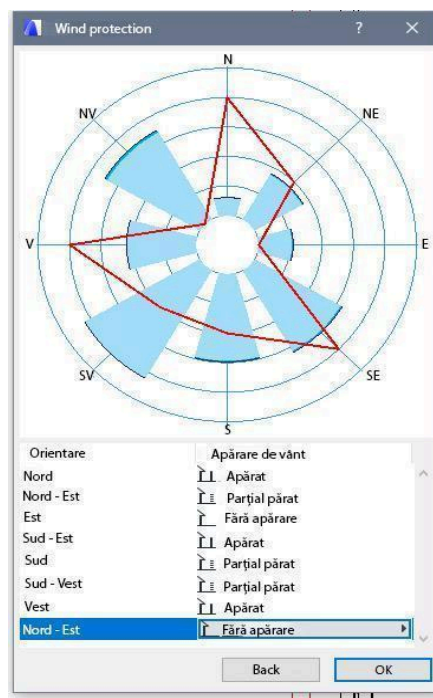 Wind protection ?
N
NV NE
V E
SV SE
S
Orientare Apărare de vânt
Nord Apărat
Nord - Est Parțial părat
Est Fără apărare
Sud - Est Apărat
Sud Parțial părat
Sud - Vest Parțial părat
Vest Apărat
Nord - Est Fără apărare
Back OK